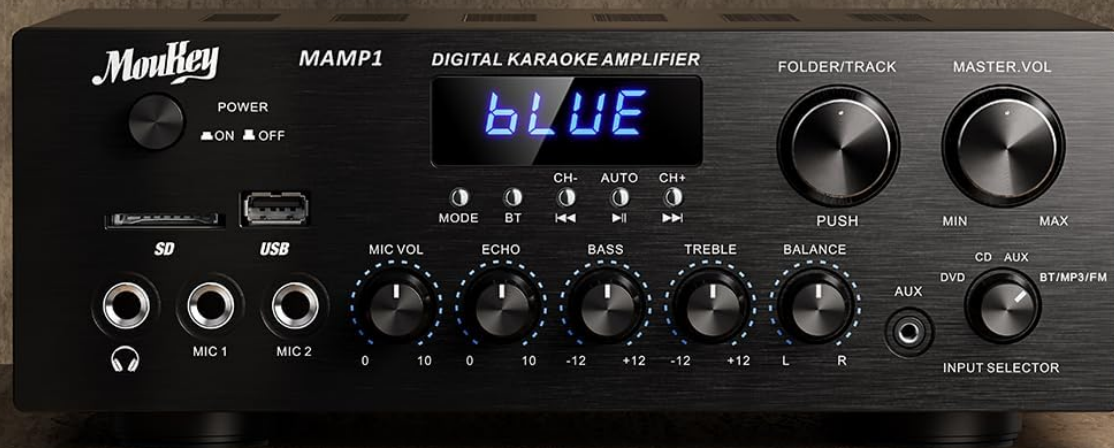 MouKey
MAMP1
DIGITAL KARAOKE AMPLIFIER
bLUE
POWER
ON OFF
SD
USB
MIC 1
MIC 2
CH- AUTO CH+
MODE BT
FOLDER/TRACK
PUSH
MASTER.VOL
MIN MAX
MIC VOL
0 10
ECHO
0 10
BASS
-12 +12
TREBLE
-12 +12
BALANCE
L R
AUX
CD AUX
DVD BT/MP3/FM
INPUT SELECTOR